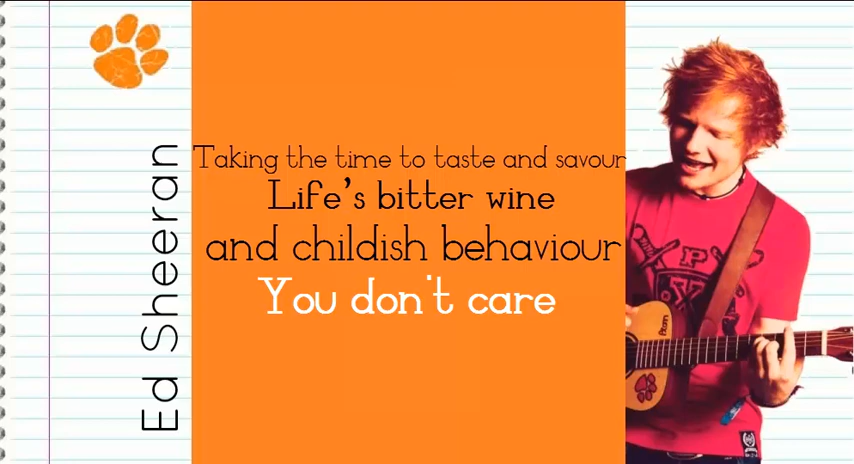 Ed Sheeran
Taking the time to taste and savour
Life's bitter wine
and childish behaviour
You don't care